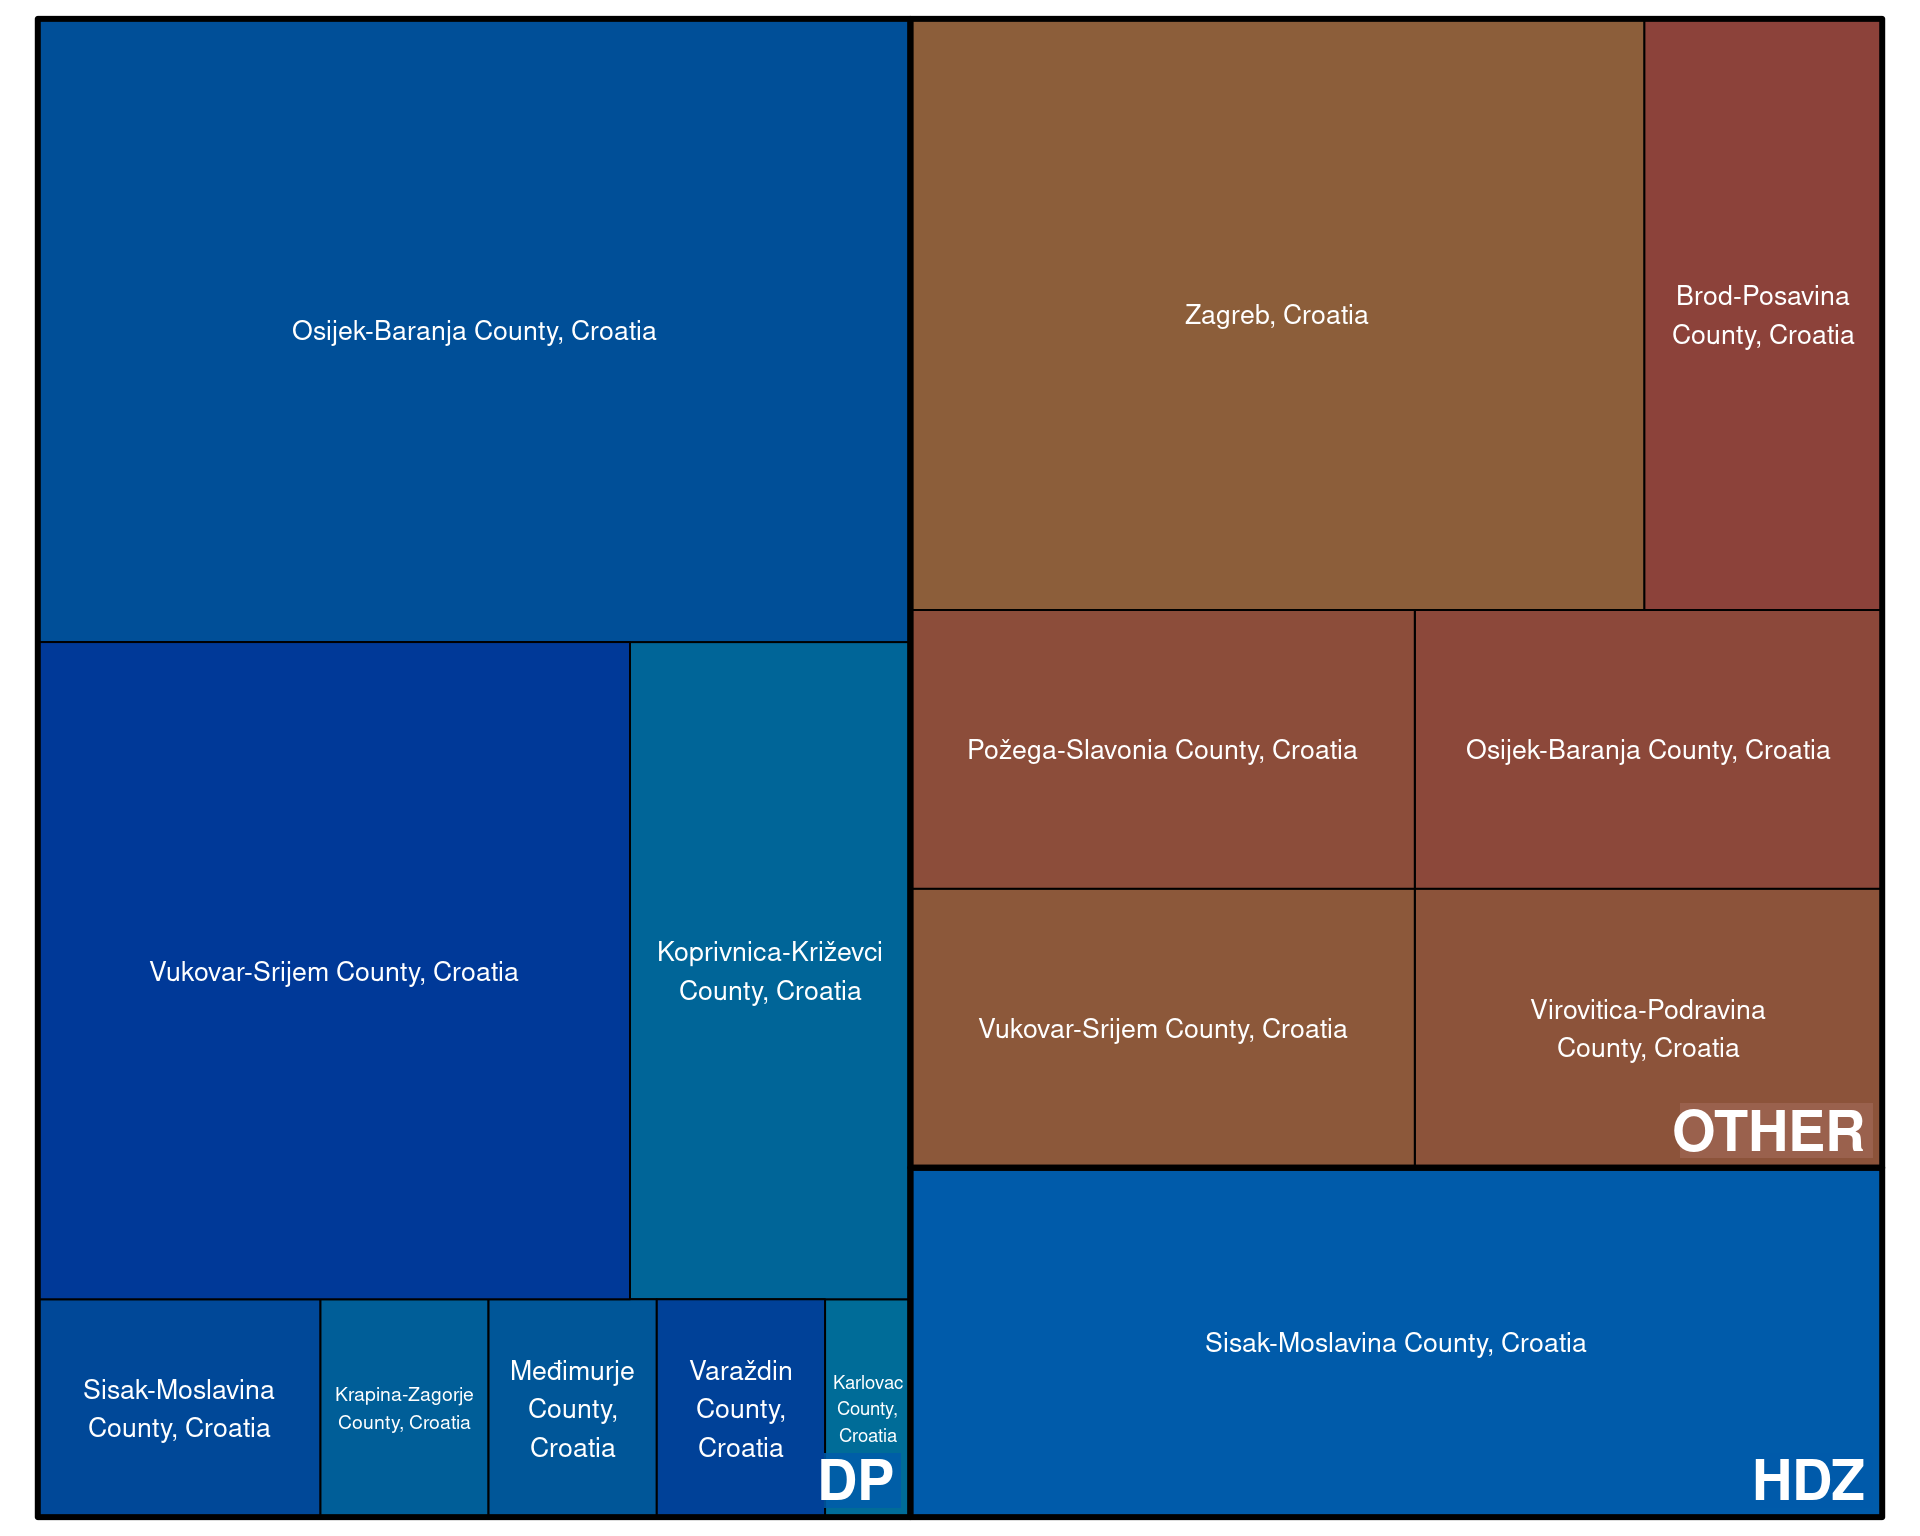 Osijek-Baranja County, Croatia
Vukovar-Srijem County, Croatia
Koprivnica-Križevci
County, Croatia
Sisak-Moslavina
County, Croatia
Krapina-Zagorje
County, Croatia
Međimurje
County,
Croatia
Varaždin
County,
Croatia
Karlovac
County,
Croatia
DP
Zagreb, Croatia
Brod-Posavina
County, Croatia
Požega-Slavonia County, Croatia
Osijek-Baranja County, Croatia
Vukovar-Srijem County, Croatia
Virovitica-Podravina
County, Croatia
OTHER
Sisak-Moslavina County, Croatia
HDZ